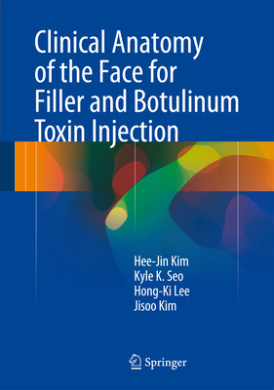 Clinical Anatomy
of the Face for
Filler and Botulinum
Toxin Injection
Hee-Jin Kim
Kyle K. Seo
Hong-Ki Lee
Jisoo Kim
Springer